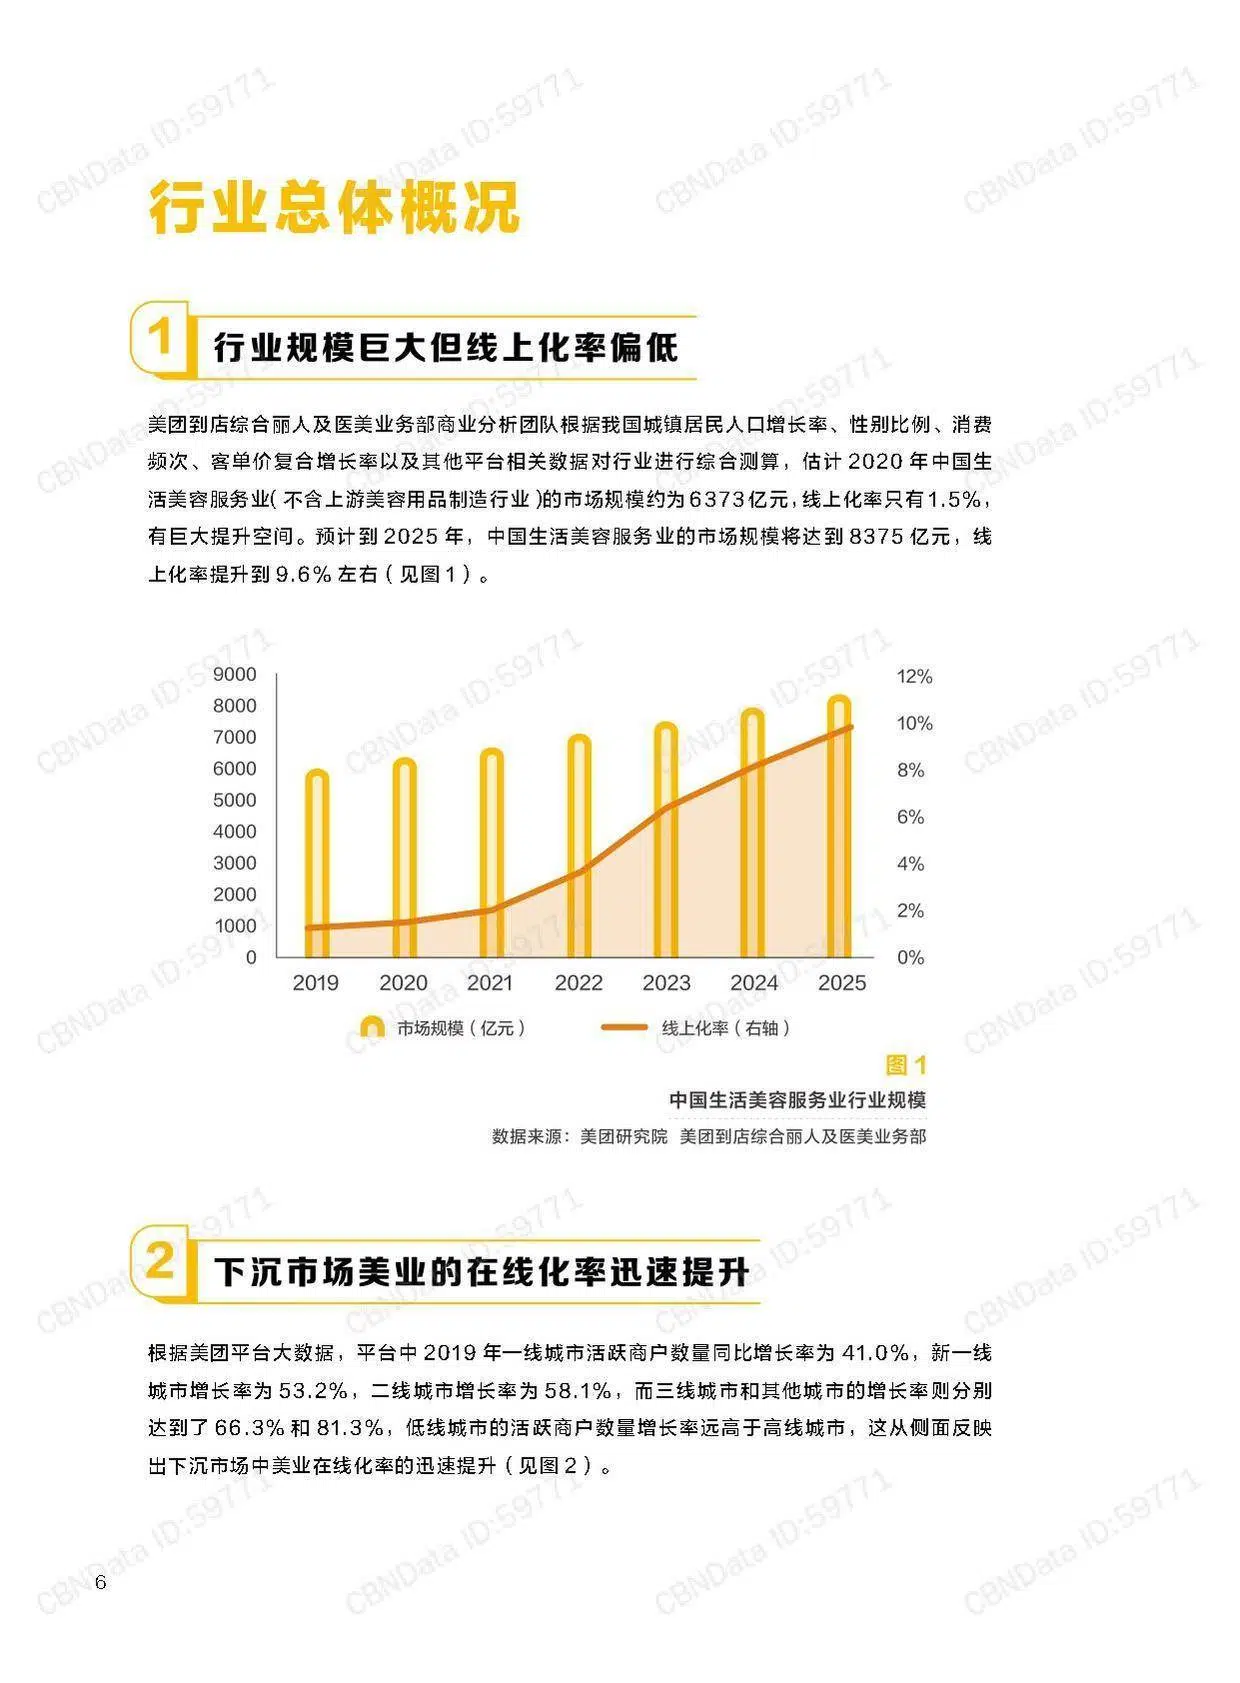 行业总体概况
1 行业规模巨大但线上化率偏低
美团到店综合丽人及医美业务部商业分析团队根据我国城镇居民人口增长率、性别比例、消费
频次、客单价复合增长率以及其他平台相关数据对行业进行综合测算，估计 2020 年中国生
活美容服务业（不含上游美容用品制造行业）的市场规模约为 6373亿元，线上化率只有1.5%，
有巨大提升空间。预计到 2025 年，中国生活美容服务业的市场规模将达到 8375 亿元，线
上化率提升到 9.6% 左右（见图1）。
9000
8000
7000
6000
5000
4000
3000
2000
1000
0
12%
10%
8%
6%
4%
2%
0%
2019 2020 2021 2022 2023 2024 2025
市场规模（亿元） 线上化率（右轴）
图 1
中国生活美容服务业行业规模
数据来源：美团研究院 美团到店综合丽人及医美业务部
2 下沉市场美业的在线化率迅速提升
根据美团平台大数据，平台中 2019 年一线城市活跃商户数量同比增长率为 41.0%，新一线
城市增长率为 53.2%，二线城市增长率为 58.1%，而三线城市和其他城市的增长率则分别
达到了 66.3% 和 81.3%，低线城市的活跃商户数量增长率远高于高线城市，这从侧面反映
出下沉市场中美业在线化率的迅速提升（见图 2）。
6
CBNData ID:59771